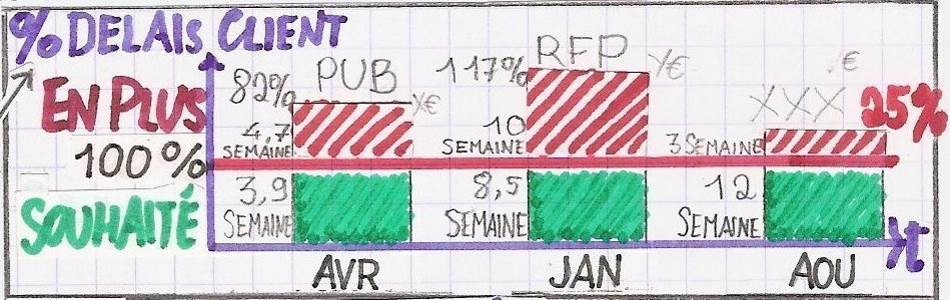 % DELAIS CLIENT
EN PLUS
100%
SOUHAITÉ
82%
PUB
Y€
4,7
SEMAINE
3,9
SEMAINE
AVR
117%
RFP
Y€
10
SEMAINE
8,5
SEMAINE
JAN
€
XXX
25%
3 SEMAINE
12
SEMAINE
AOU
t